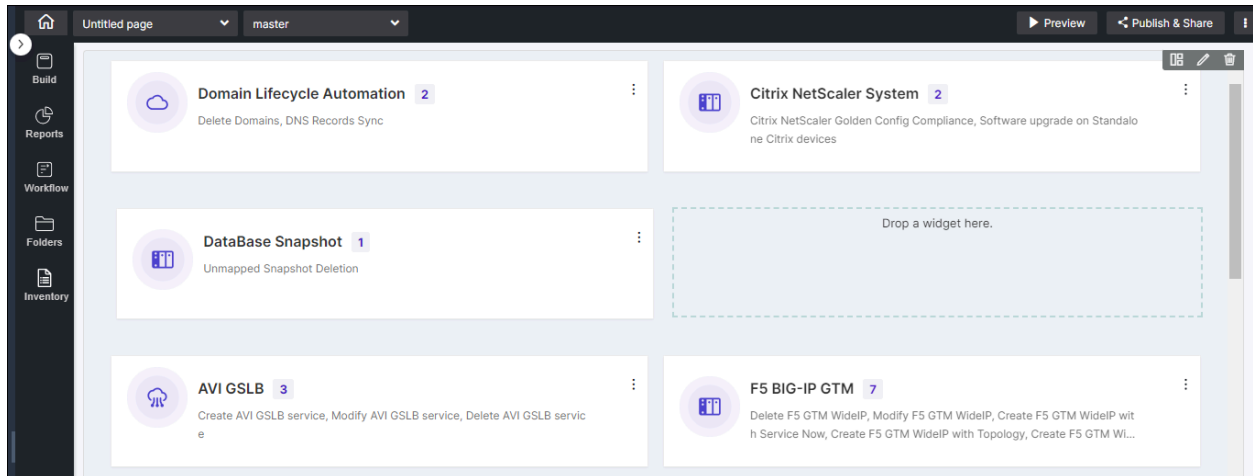 Untitled page
master
Preview
Publish & Share
Build
Reports
Workflow
Folders
Inventory
Domain Lifecycle Automation 2
Delete Domains, DNS Records Sync
Citrix NetScaler System 2
Citrix NetScaler Golden Config Compliance, Software upgrade on Standalo
ne Citrix devices
DataBase Snapshot 1
Unmapped Snapshot Deletion
Drop a widget here.
AVI GSLB 3
Create AVI GSLB service, Modify AVI GSLB service, Delete AVI GSLB servic
e
F5 BIG-IP GTM 7
Delete F5 GTM WideIP, Modify F5 GTM WideIP, Create F5 GTM WideIP wit
h Service Now, Create F5 GTM WideIP with Topology, Create F5 GTM Wi...